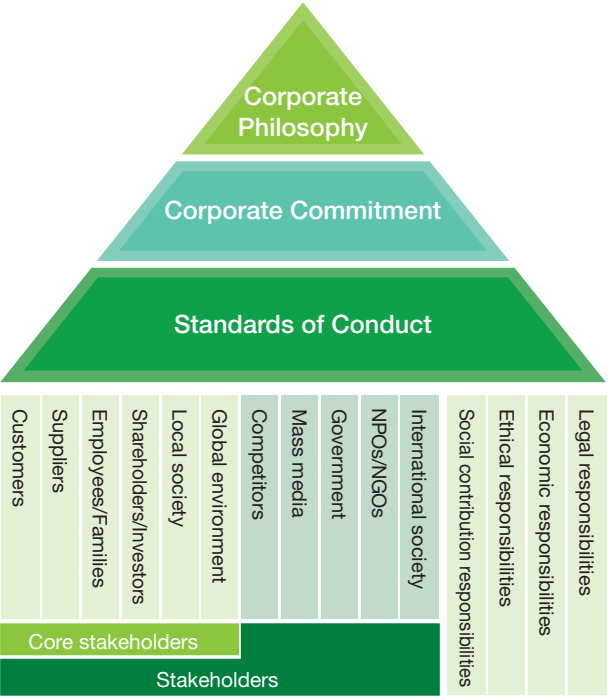 Corporate
Philosophy
Corporate Commitment
Standards of Conduct
Customers
Suppliers
Employees/Families
Shareholders/Investors
Local society
Global environment
Competitors
Mass media
Government
NPOs/NGOs
International society
Social contribution responsibilities
Ethical responsibilities
Economic responsibilities
Legal responsibilities
Core stakeholders
Stakeholders